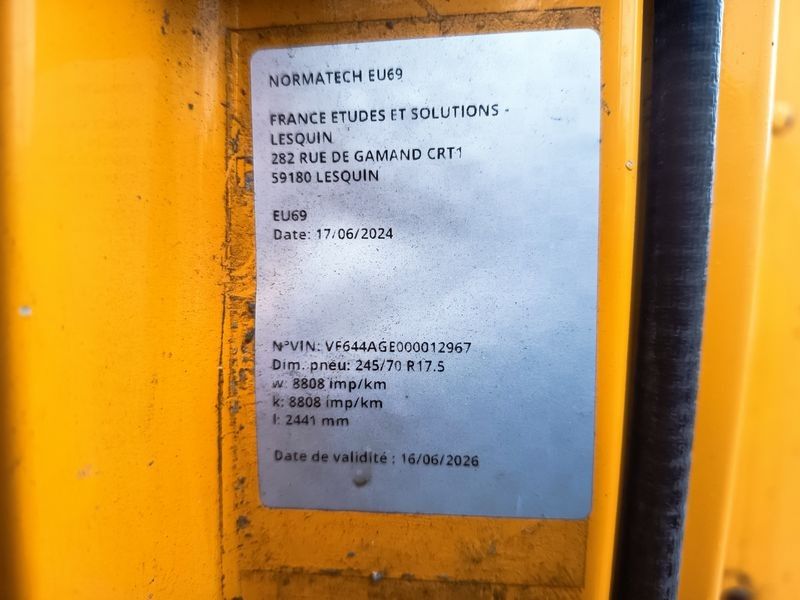 NORMATECH EU69
FRANCE ETUDES ET SOLUTIONS -
LESQUIN
282 RUE DE GAMAND CRT1
59180 LESQUIN
EU69
Date: 17/06/2024
N°VIN: VF644AGE000012967
Dim. pneu: 245/70 R17.5
w: 8808 imp/km
k: 8808 imp/km
l: 2441 mm
Date de validité : 16/06/2026